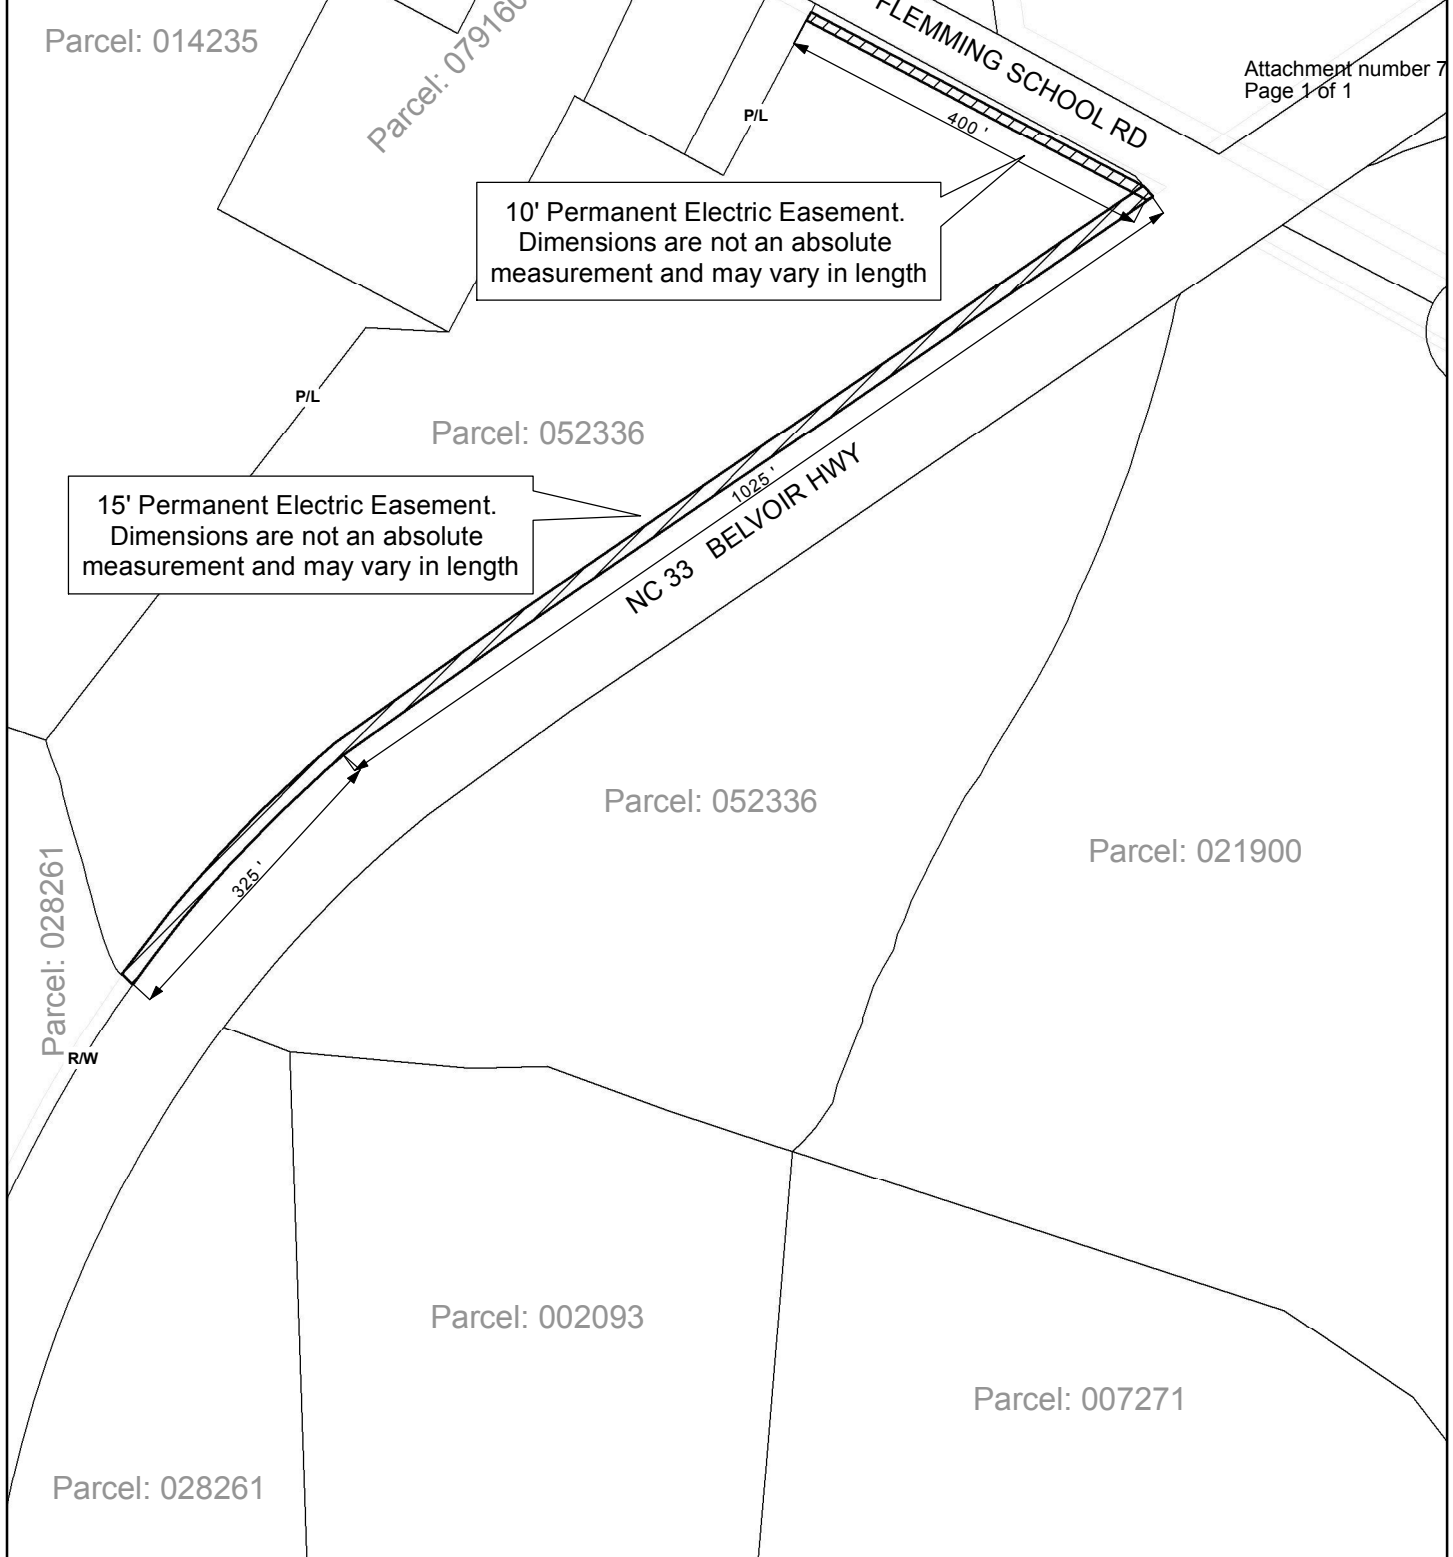 Parcel: 014235
Parcel: 079160
FLEMMING SCHOOL RD
Attachment number 7
Page 1 of 1
P/L
400 '
10' Permanent Electric Easement.
Dimensions are not an absolute
measurement and may vary in length
P/L
Parcel: 052336
15' Permanent Electric Easement.
Dimensions are not an absolute
measurement and may vary in length
1025 '
NC 33 BELVOIR HWY
Parcel: 052336
Parcel: 021900
325 '
Parcel: 028261
R/W
Parcel: 002093
Parcel: 007271
Parcel: 028261